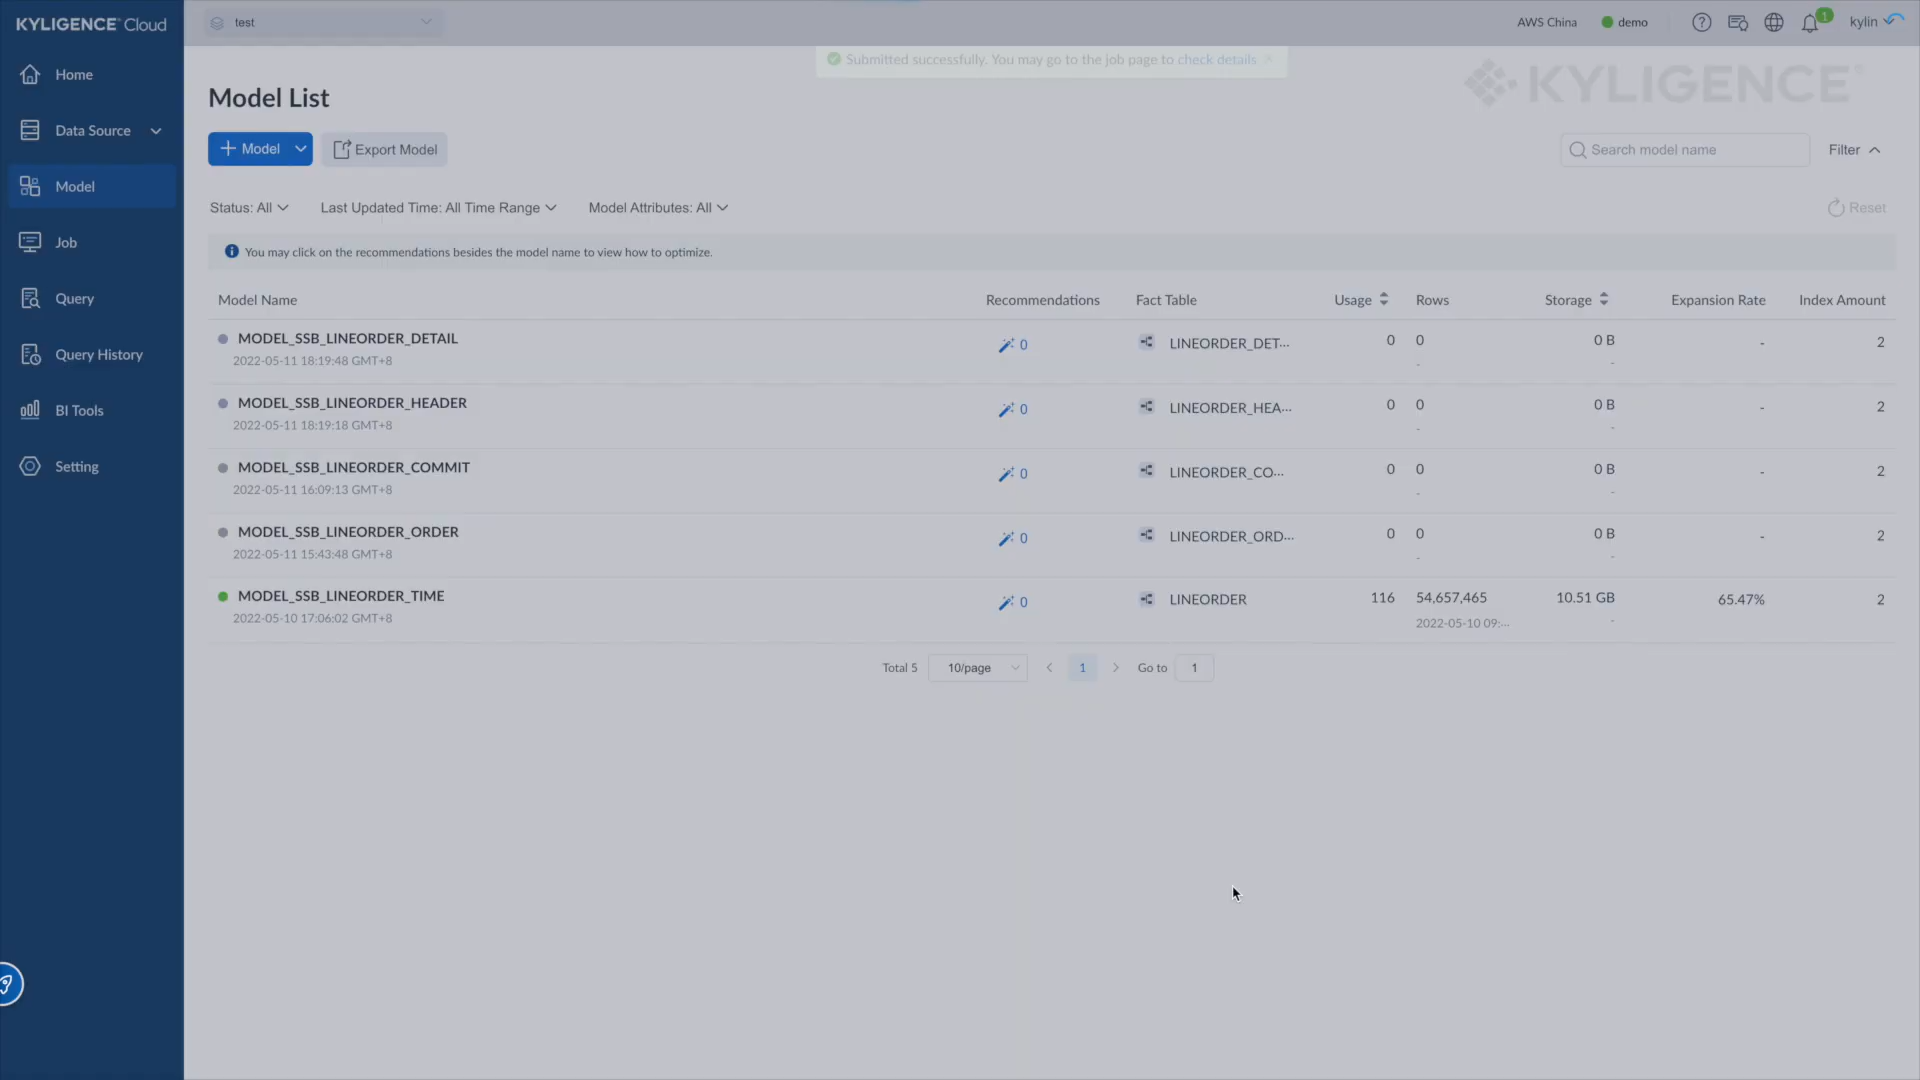 KYLIGENCE Cloud
test
AWS China
demo
1
kylin
Submitted successfully. You may go to the job page to check details
KYLIGENCE
Home
Data Source
Model
Job
Query
Query History
BI Tools
Setting
Model List
Model
Export Model
Search model name
Filter
Status: All
Last Updated Time: All Time Range
Model Attributes: All
Reset
You may click on the recommendations besides the model name to view how to optimize.
Model Name Recommendations Fact Table Usage Rows Storage Expansion Rate Index Amount
MODEL_SSB_LINEORDER_DETAIL 0 LINEORDER_DET... 0 0 0 B - 2
2022-05-11 18:19:48 GMT+8 - -
MODEL_SSB_LINEORDER_HEADER 0 LINEORDER_HEA... 0 0 0 B - 2
2022-05-11 18:19:18 GMT+8 - -
MODEL_SSB_LINEORDER_COMMIT 0 LINEORDER_CO... 0 0 0 B - 2
2022-05-11 16:09:13 GMT+8 - -
MODEL_SSB_LINEORDER_ORDER 0 LINEORDER_ORD... 0 0 0 B - 2
2022-05-11 15:43:48 GMT+8 - -
MODEL_SSB_LINEORDER_TIME 0 LINEORDER 116 54,657,465 10.51 GB 65.47% 2
2022-05-10 17:06:02 GMT+8 2022-05-10 09:... -
Total 5 10/page < 1 > Go to 1